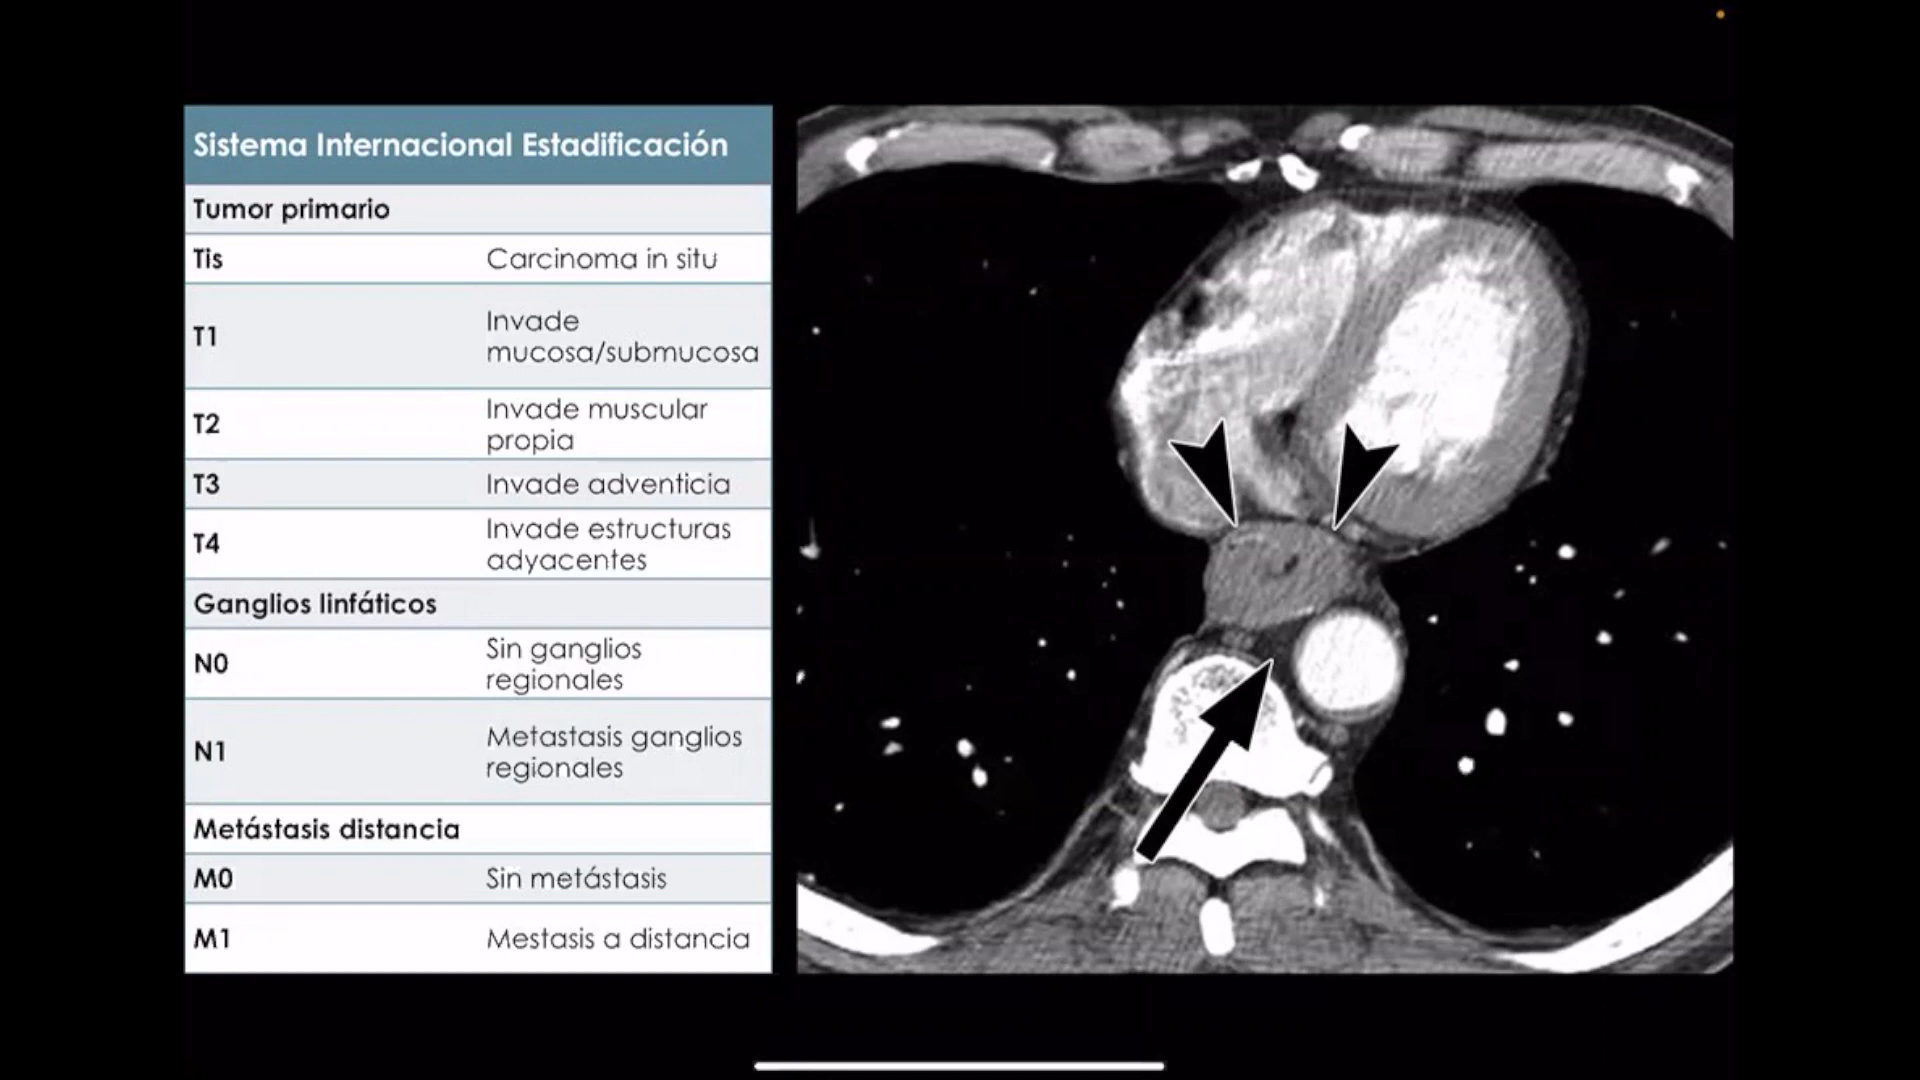 Sistema Internacional Estadificación
Tumor primario
Tis Carcinoma in situ
T1 Invade
mucosa/submucosa
T2 Invade muscular
propia
T3 Invade adventicia
T4 Invade estructuras
adyacentes
Ganglios linfáticos
N0 Sin ganglios
regionales
N1 Metastasis ganglios
regionales
Metástasis distancia
M0 Sin metástasis
M1 Mestasis a distancia